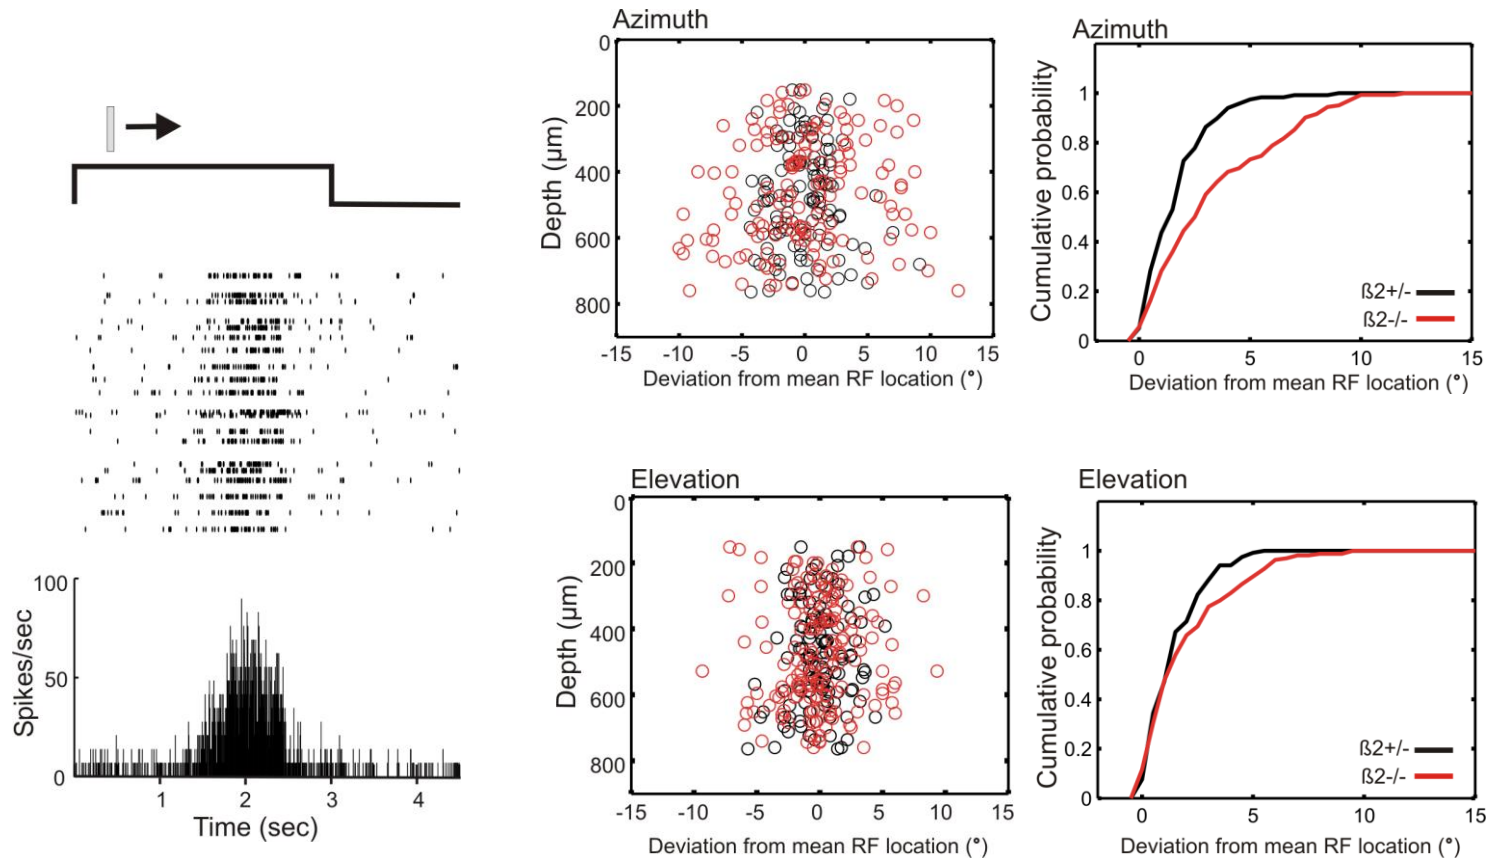 Azimuth
0
200
400
600
800
Depth (µm)
-15 -10 -5 0 5 10 15
Deviation from mean RF location (°)
Azimuth
1
0.8
0.6
0.4
0.2
0
Cumulative probability
ß2+/-
ß2-/-
0 5 10 15
Deviation from mean RF location (°)
100
50
0
Spikes/sec
1 2 3 4
Time (sec)
Elevation
0
200
400
600
800
Depth (µm)
-15 -10 -5 0 5 10 15
Deviation from mean RF location (°)
Elevation
1
0.8
0.6
0.4
0.2
0
Cumulative probability
ß2+/-
ß2-/-
0 5 10 15
Deviation from mean RF location (°)